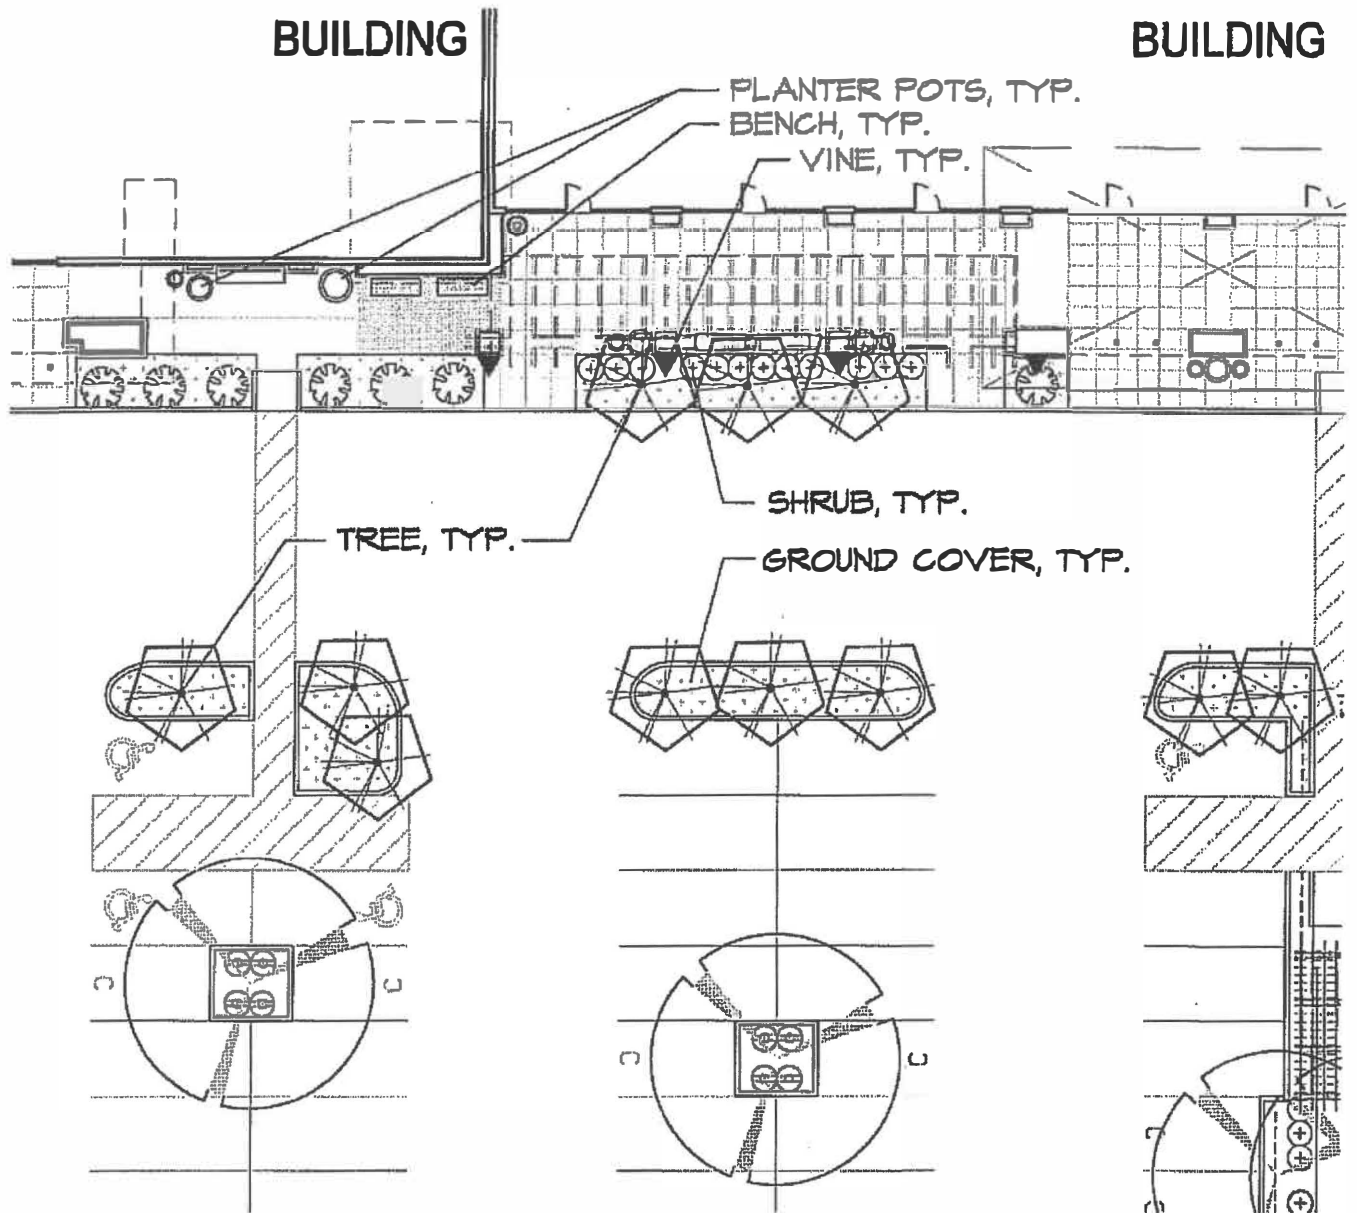 BUILDING
BUILDING
PLANTER POTS, TYP.
BENCH, TYP.
VINE, TYP.
SHRUB, TYP.
TREE, TYP.
GROUND COVER, TYP.
C
C
C
C